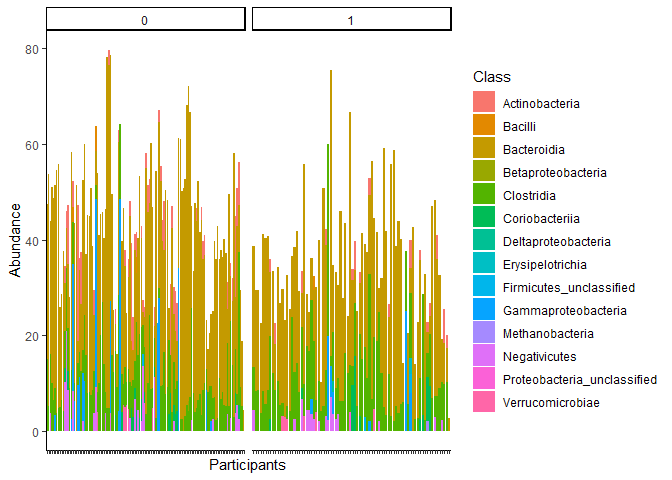 0
1
80
60
40
20
0
Abundance
Participants
Class
Actinobacteria
Bacilli
Bacteroidia
Betaproteobacteria
Clostridia
Coriobacteriia
Deltaproteobacteria
Erysipelotrichia
Firmicutes_unclassified
Gammaproteobacteria
Methanobacteria
Negativicutes
Proteobacteria_unclassified
Verrucomicrobiae